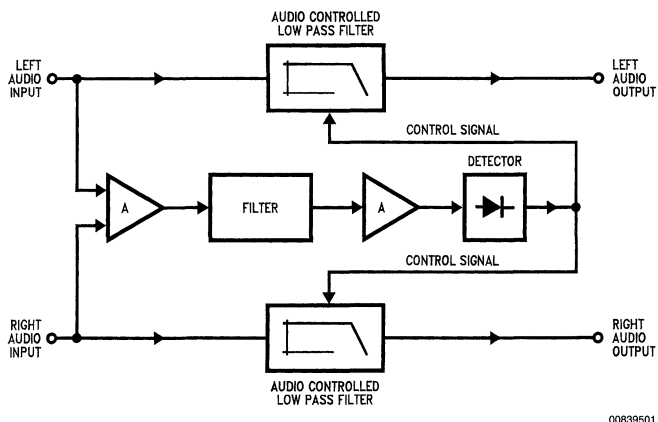 AUDIO CONTROLLED
LOW PASS FILTER
LEFT
AUDIO
INPUT
LEFT
AUDIO
OUTPUT
CONTROL SIGNAL
DETECTOR
A
FILTER
A
CONTROL SIGNAL
RIGHT
AUDIO
INPUT
RIGHT
AUDIO
OUTPUT
AUDIO CONTROLLED
LOW PASS FILTER
00839501